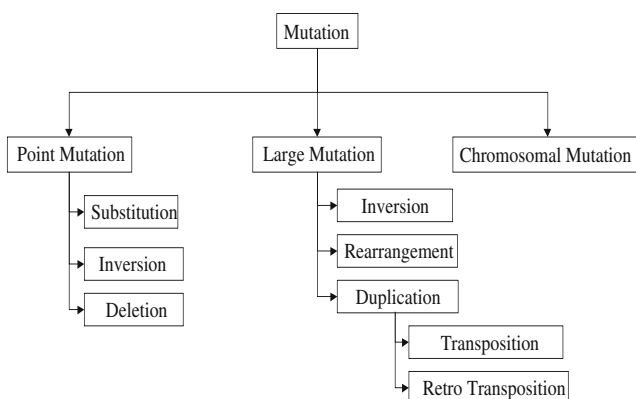 Mutation
Point Mutation
Large Mutation
Chromosomal Mutation
Substitution
Inversion
Deletion
Inversion
Rearrangement
Duplication
Transposition
Retro Transposition